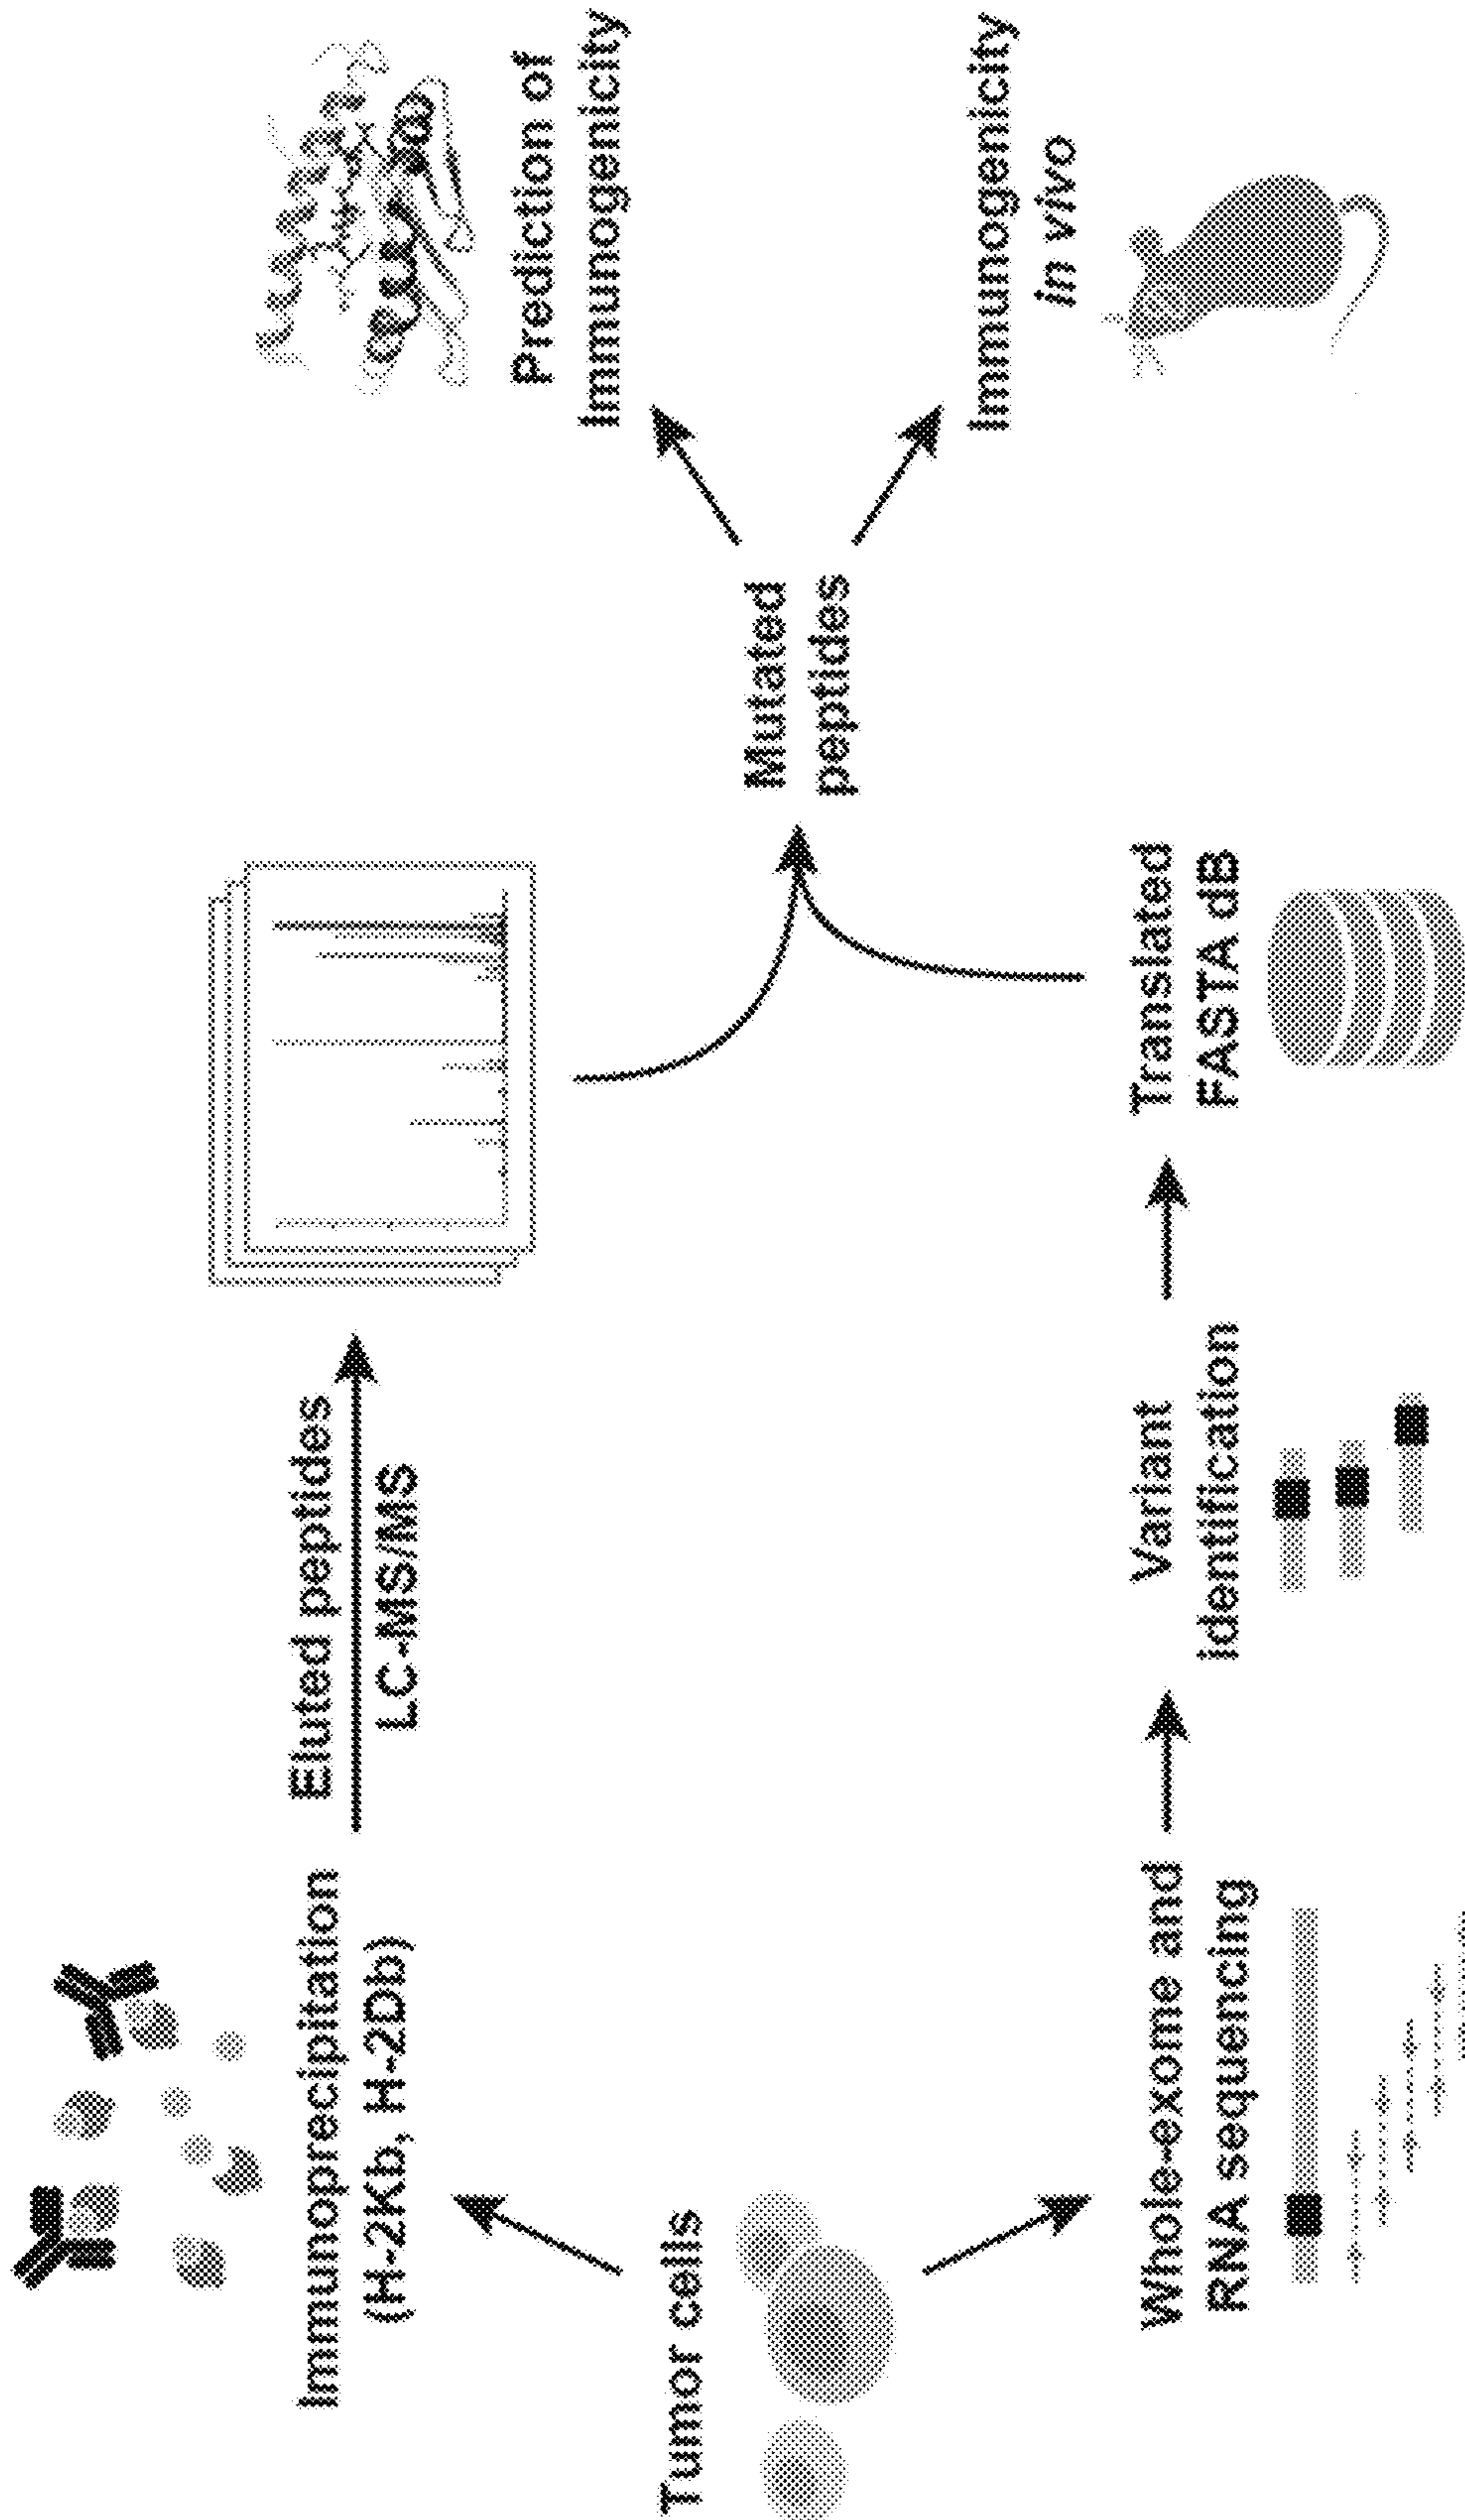 Immunoprecipitation
(H-2Kb, H-2Db)
Eluted peptides
LC-MS/MS
Tumor cells
Whole-exome and
RNA sequencing
Variant
identification
Translated
FASTA dB
Mutated
peptides
Prediction of
immunogenicity
Immunogenicity
in vivo